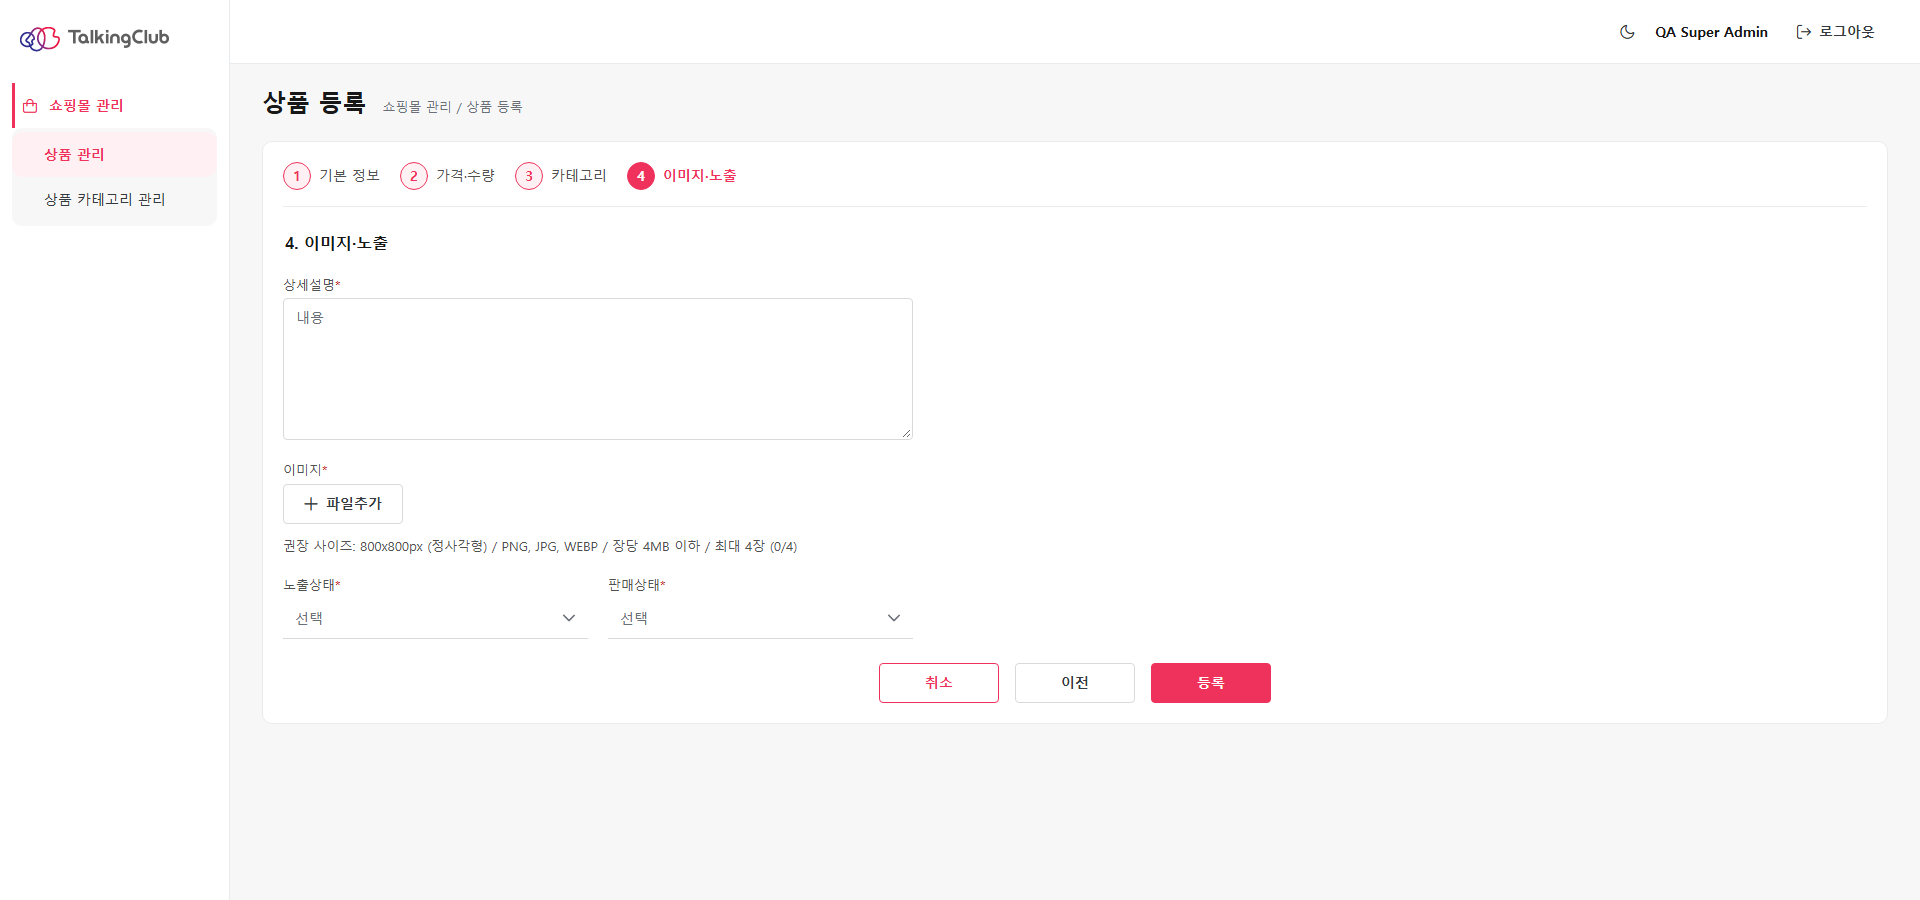 TalkingClub
QA Super Admin
로그아웃
쇼핑몰 관리
상품 관리
상품 카테고리 관리
상품 등록
쇼핑몰 관리 / 상품 등록
1 기본 정보
2 가격·수량
3 카테고리
4 이미지·노출
4. 이미지·노출
상세설명*
내용
이미지*
+ 파일추가
권장 사이즈: 800x800px (정사각형) / PNG, JPG, WEBP / 장당 4MB 이하 / 최대 4장 (0/4)
노출상태*
판매상태*
선택
선택
취소
이전
등록